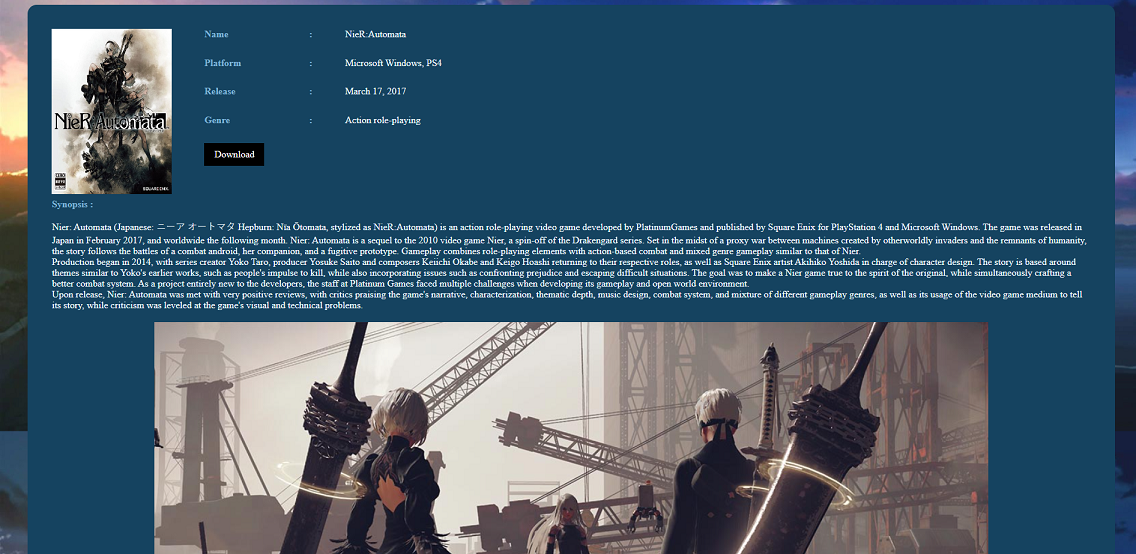 Name : NieR:Automata
Platform : Microsoft Windows, PS4
Release : March 17, 2017
Genre : Action role-playing
Download
NieR:Automata
SQUARE ENIX
Synopsis :
Nier: Automata (Japanese: ニーア オートマタ Hepburn: Nīa Ōtomata, stylized as NieR:Automata) is an action role-playing video game developed by PlatinumGames and published by Square Enix for PlayStation 4 and Microsoft Windows. The game was released in
Japan in February 2017, and worldwide the following month. Nier: Automata is a sequel to the 2010 video game Nier, a spin-off of the Drakengard series. Set in the midst of a proxy war between machines created by otherworldly invaders and the remnants of humanity,
the story follows the battles of a combat android, her companion, and a fugitive prototype. Gameplay combines role-playing elements with action-based combat and mixed genre gameplay similar to that of Nier.
Production began in 2014, with series creator Yoko Taro, producer Yosuke Saito and composers Keiichi Okabe and Keigo Hoashi returning to their respective roles, as well as Square Enix artist Akihiko Yoshida in charge of character design. The story is based around
themes similar to Yoko's earlier works, such as people's impulse to kill, while also incorporating issues such as confronting prejudice and escaping difficult situations. The goal was to make a Nier game true to the spirit of the original, while simultaneously crafting a
better combat system. As a project entirely new to the developers, the staff at Platinum Games faced multiple challenges when developing its gameplay and open world environment.
Upon release, Nier: Automata was met with very positive reviews, with critics praising the game's narrative, characterization, thematic depth, music design, combat system, and mixture of different gameplay genres, as well as its usage of the video game medium to tell
its story, while criticism was leveled at the game's visual and technical problems.